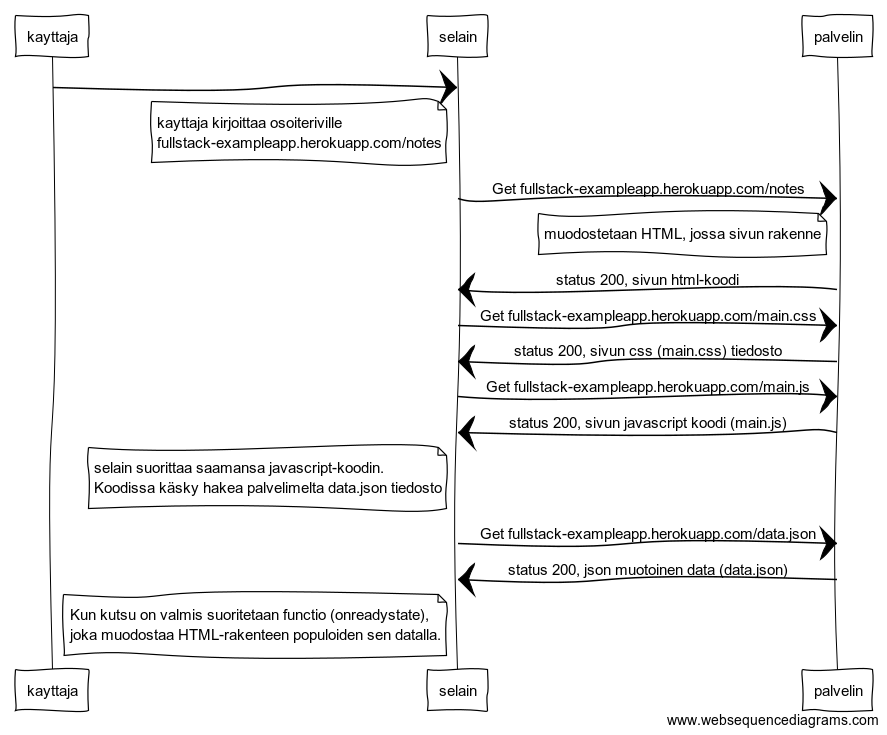 kayttaja
selain
palvelin
kayttaja kirjoittaa osoiteriville
fullstack-exampleapp.herokuapp.com/notes
Get fullstack-exampleapp.herokuapp.com/notes
muodostetaan HTML, jossa sivun rakenne
status 200, sivun html-koodi
Get fullstack-exampleapp.herokuapp.com/main.css
status 200, sivun css (main.css) tiedosto
Get fullstack-exampleapp.herokuapp.com/main.js
status 200, sivun javascript koodi (main.js)
selain suorittaa saamansa javascript-koodin.
Koodissa käsky hakea palvelimelta data.json tiedosto
Get fullstack-exampleapp.herokuapp.com/data.json
status 200, json muotoinen data (data.json)
Kun kutsu on valmis suoritetaan functio (onreadystate),
joka muodostaa HTML-rakenteen populoiden sen datalla.
kayttaja
selain
palvelin
www.websequencediagrams.com